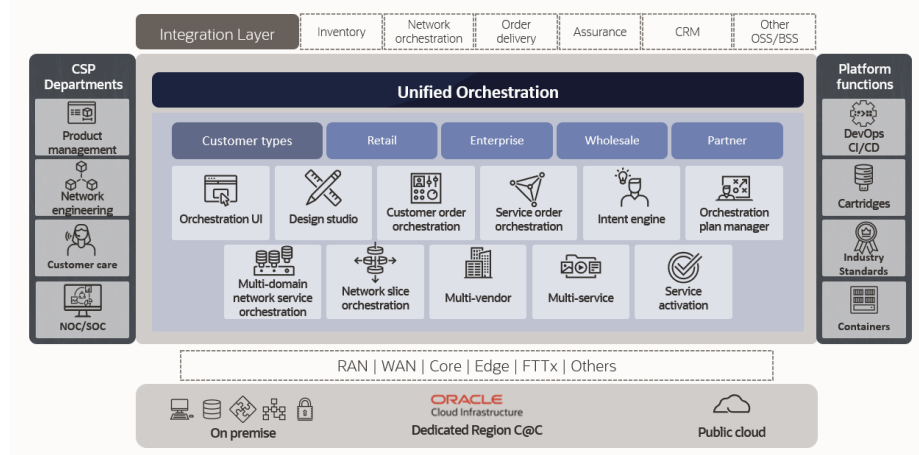 Integration Layer
Inventory
Network
orchestration
Order
delivery
Assurance
CRM
Other
OSS/BSS
CSP
Departments
Product
management
Network
engineering
Customer care
NOC/SOC
Unified Orchestration
Customer types
Retail
Enterprise
Wholesale
Partner
Orchestration UI
Design studio
Customer order
orchestration
Service order
orchestration
Intent engine
Orchestration
plan manager
Multi-domain
network service
orchestration
Network slice
orchestration
Multi-vendor
Multi-service
Service
activation
Platform
functions
DevOps
CI/CD
Cartridges
Industry
Standards
Containers
RAN | WAN | Core | Edge | FTTx | Others
On premise
ORACLE
Cloud Infrastructure
Dedicated Region C@C
Public cloud